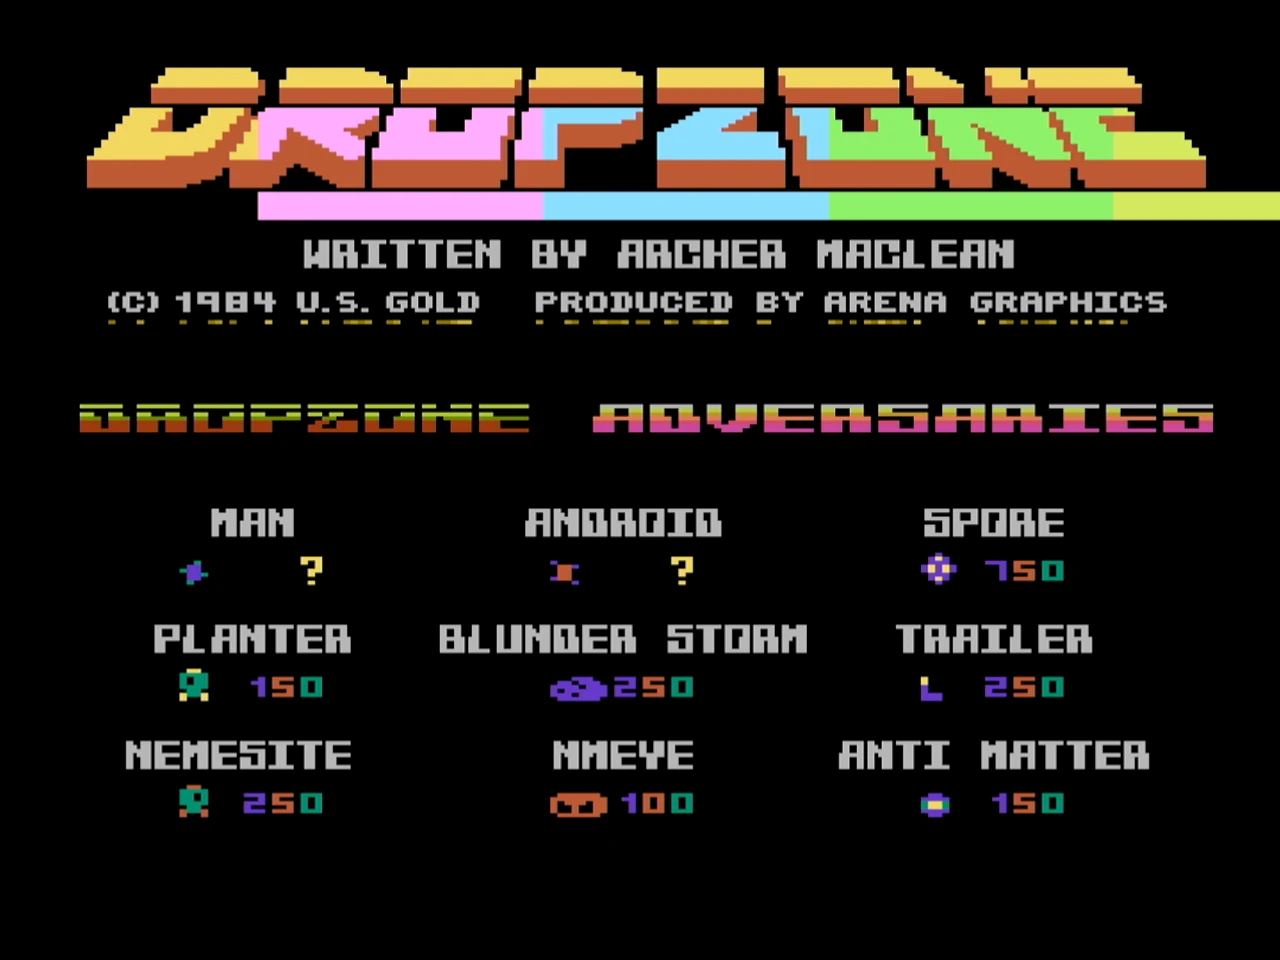 DROPZONE
WRITTEN BY ARCHER MACLEAN
(C) 1984 U.S. GOLD PRODUCED BY ARENA GRAPHICS
DROPZONE ADVERSARIES
MAN ANDROID SPORE
? ? 750
PLANTER BLUNDER STORM TRAILER
150 250 250
NEMESITE NMEYE ANTI MATTER
250 100 150